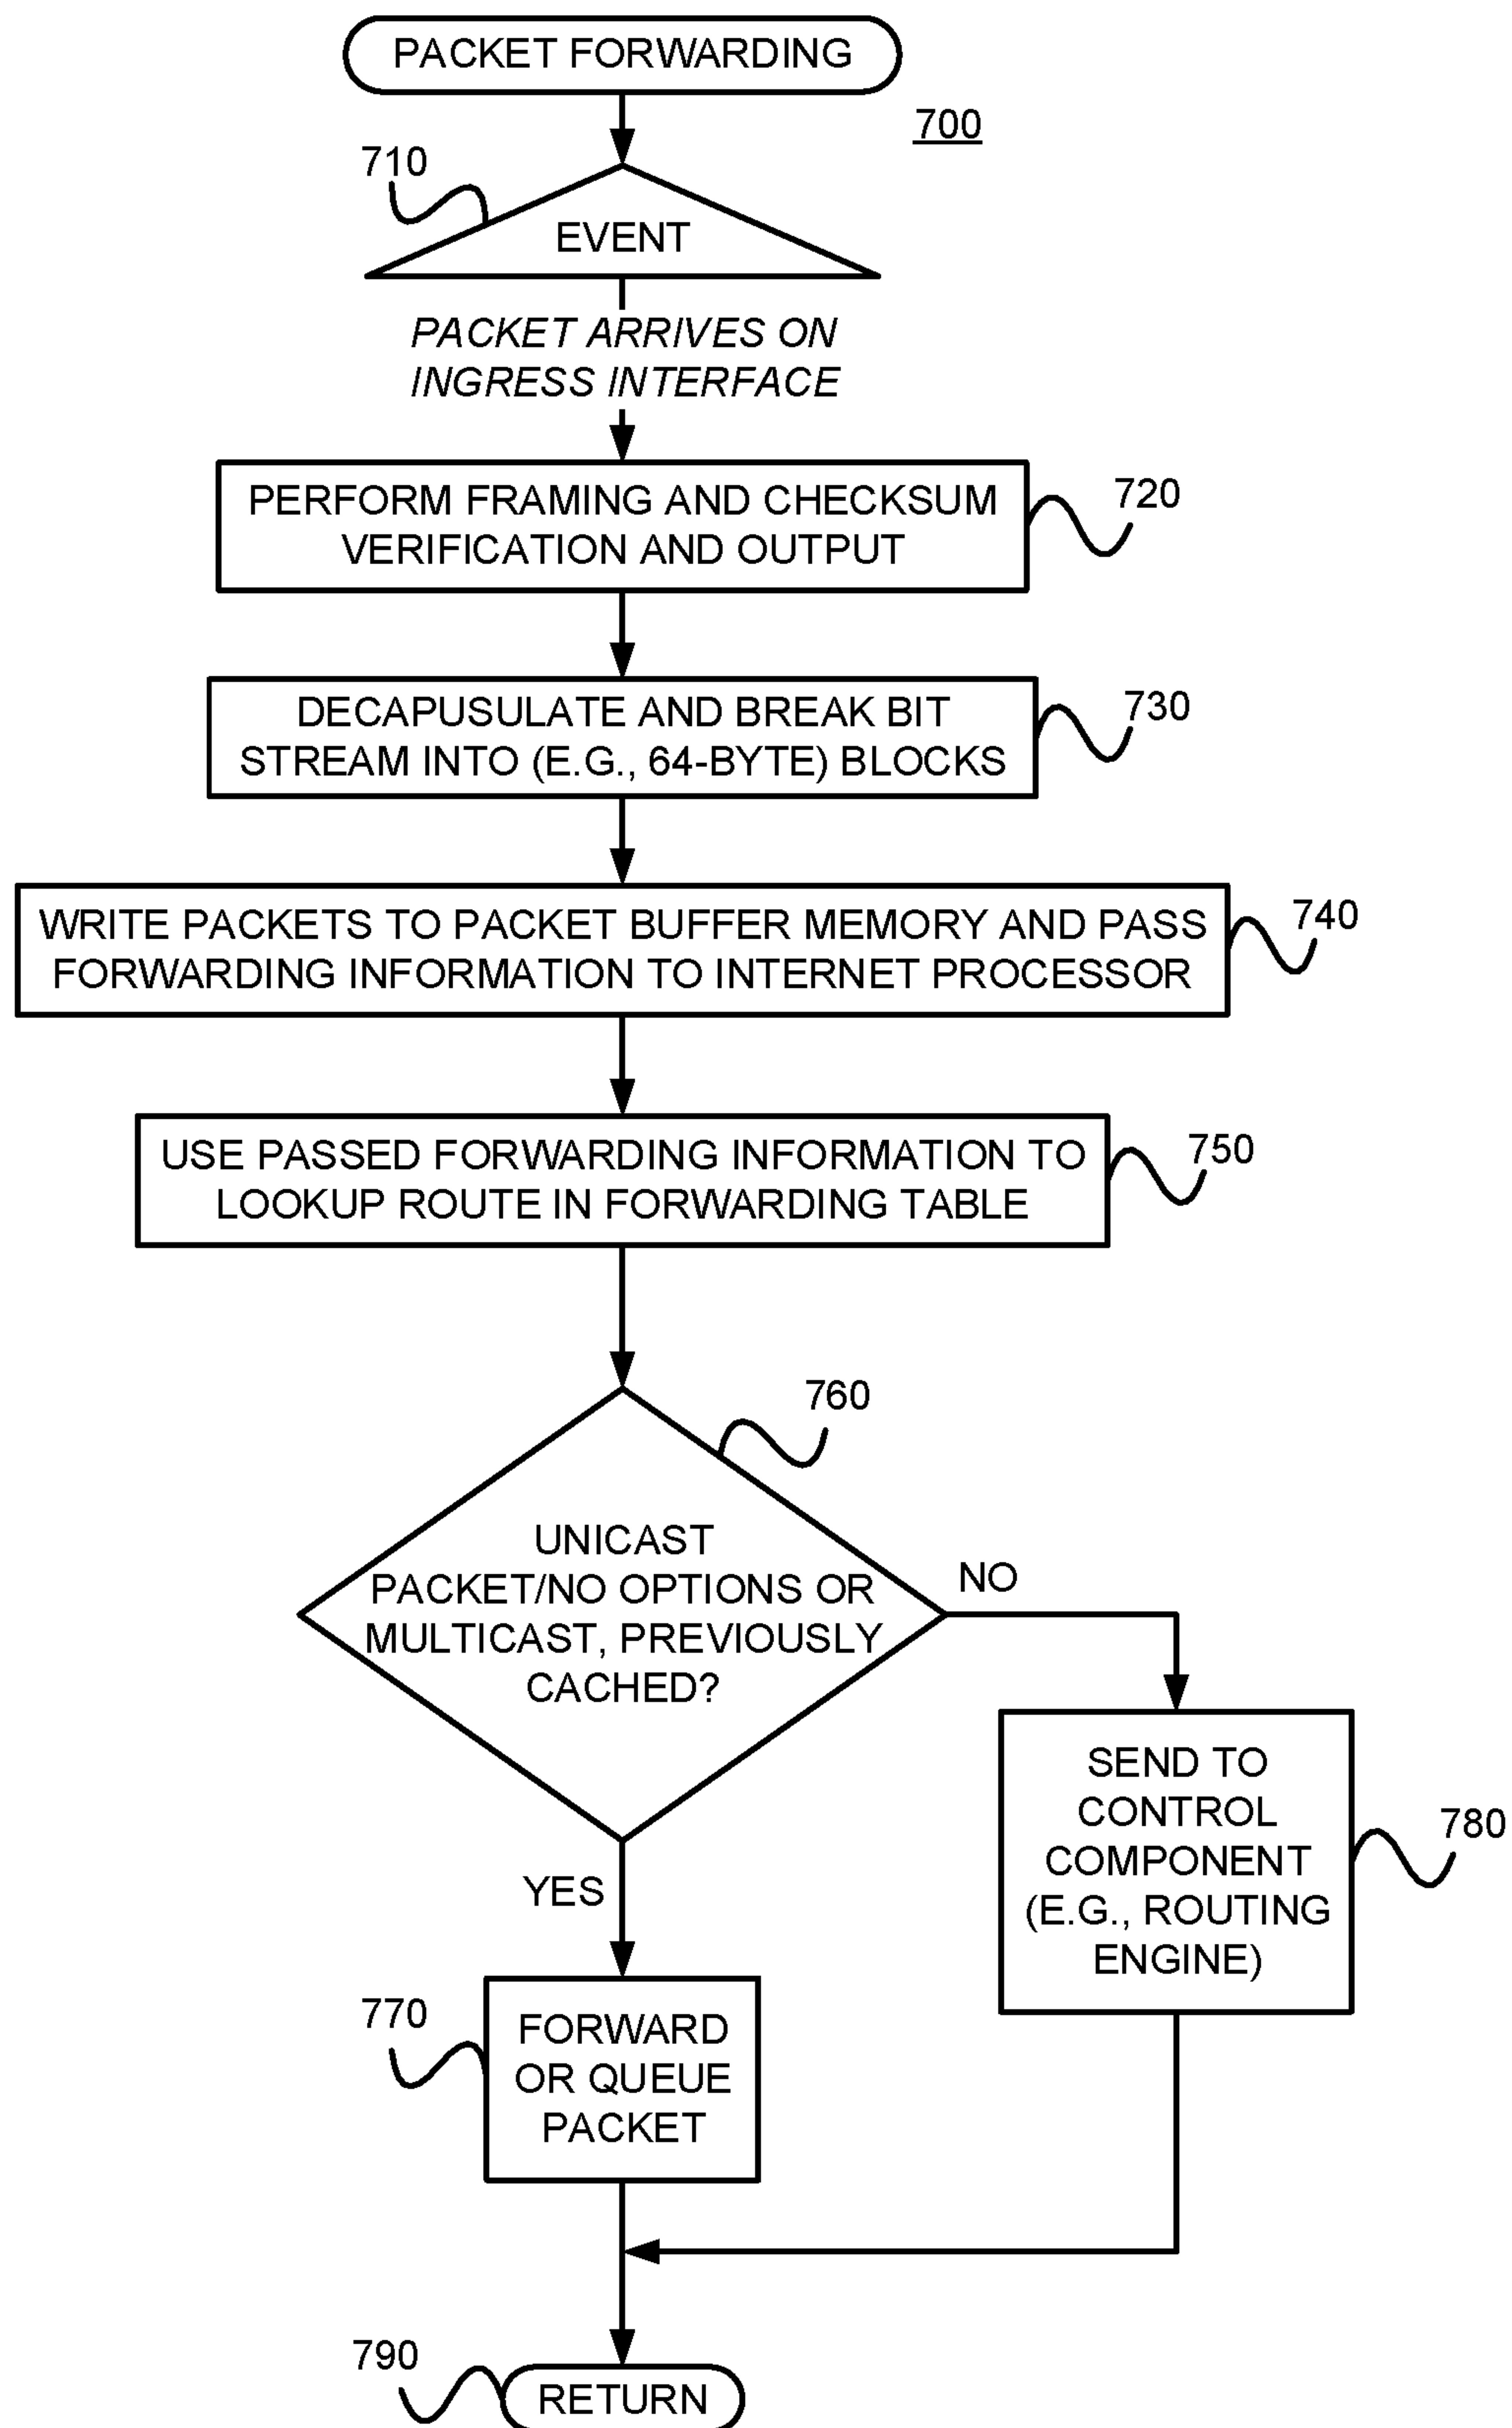 PACKET FORWARDING
700
710
EVENT
PACKET ARRIVES ON
INGRESS INTERFACE
PERFORM FRAMING AND CHECKSUM
VERIFICATION AND OUTPUT
720
DECAPUSULATE AND BREAK BIT
STREAM INTO (E.G., 64-BYTE) BLOCKS
730
WRITE PACKETS TO PACKET BUFFER MEMORY AND PASS
FORWARDING INFORMATION TO INTERNET PROCESSOR
740
USE PASSED FORWARDING INFORMATION TO
LOOKUP ROUTE IN FORWARDING TABLE
750
760
UNICAST
PACKET/NO OPTIONS OR
MULTICAST, PREVIOUSLY
CACHED?
NO
SEND TO
CONTROL
COMPONENT
(E.G., ROUTING
ENGINE)
780
YES
770
FORWARD
OR QUEUE
PACKET
790
RETURN